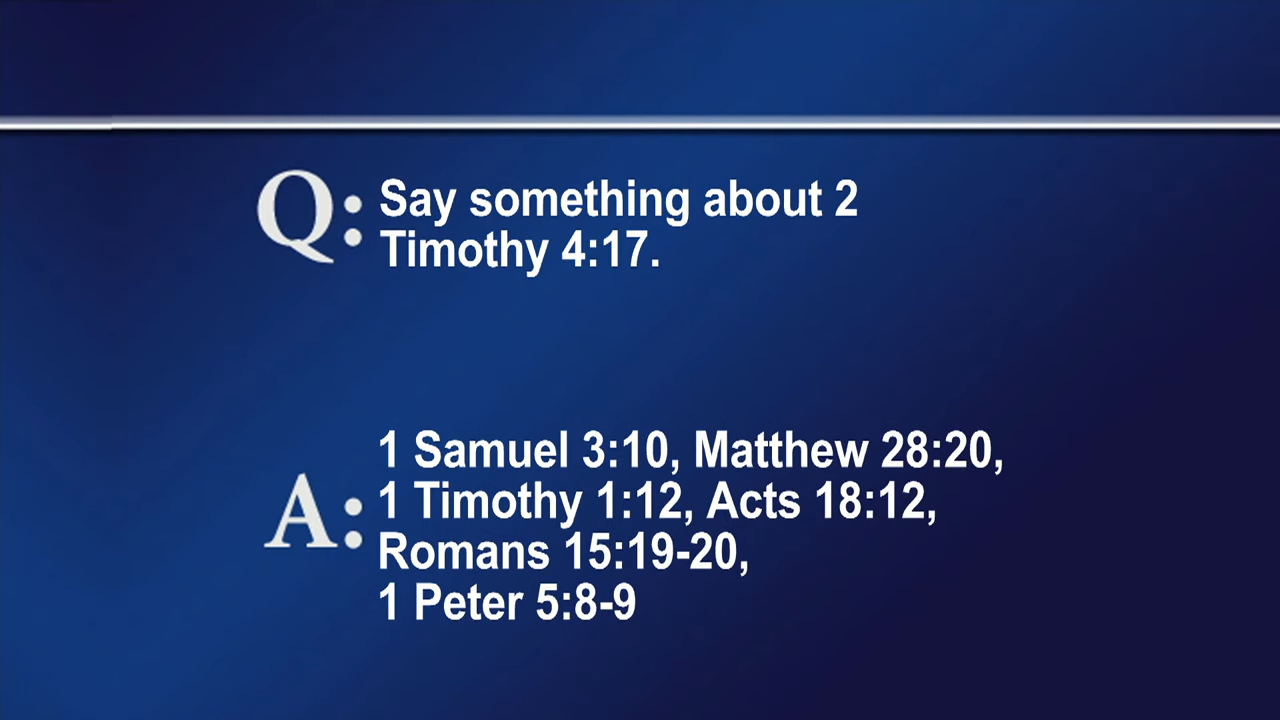 Q: Say something about 2
Timothy 4:17.
1 Samuel 3:10, Matthew 28:20,
A: 1 Timothy 1:12, Acts 18:12,
Romans 15:19-20,
1 Peter 5:8-9